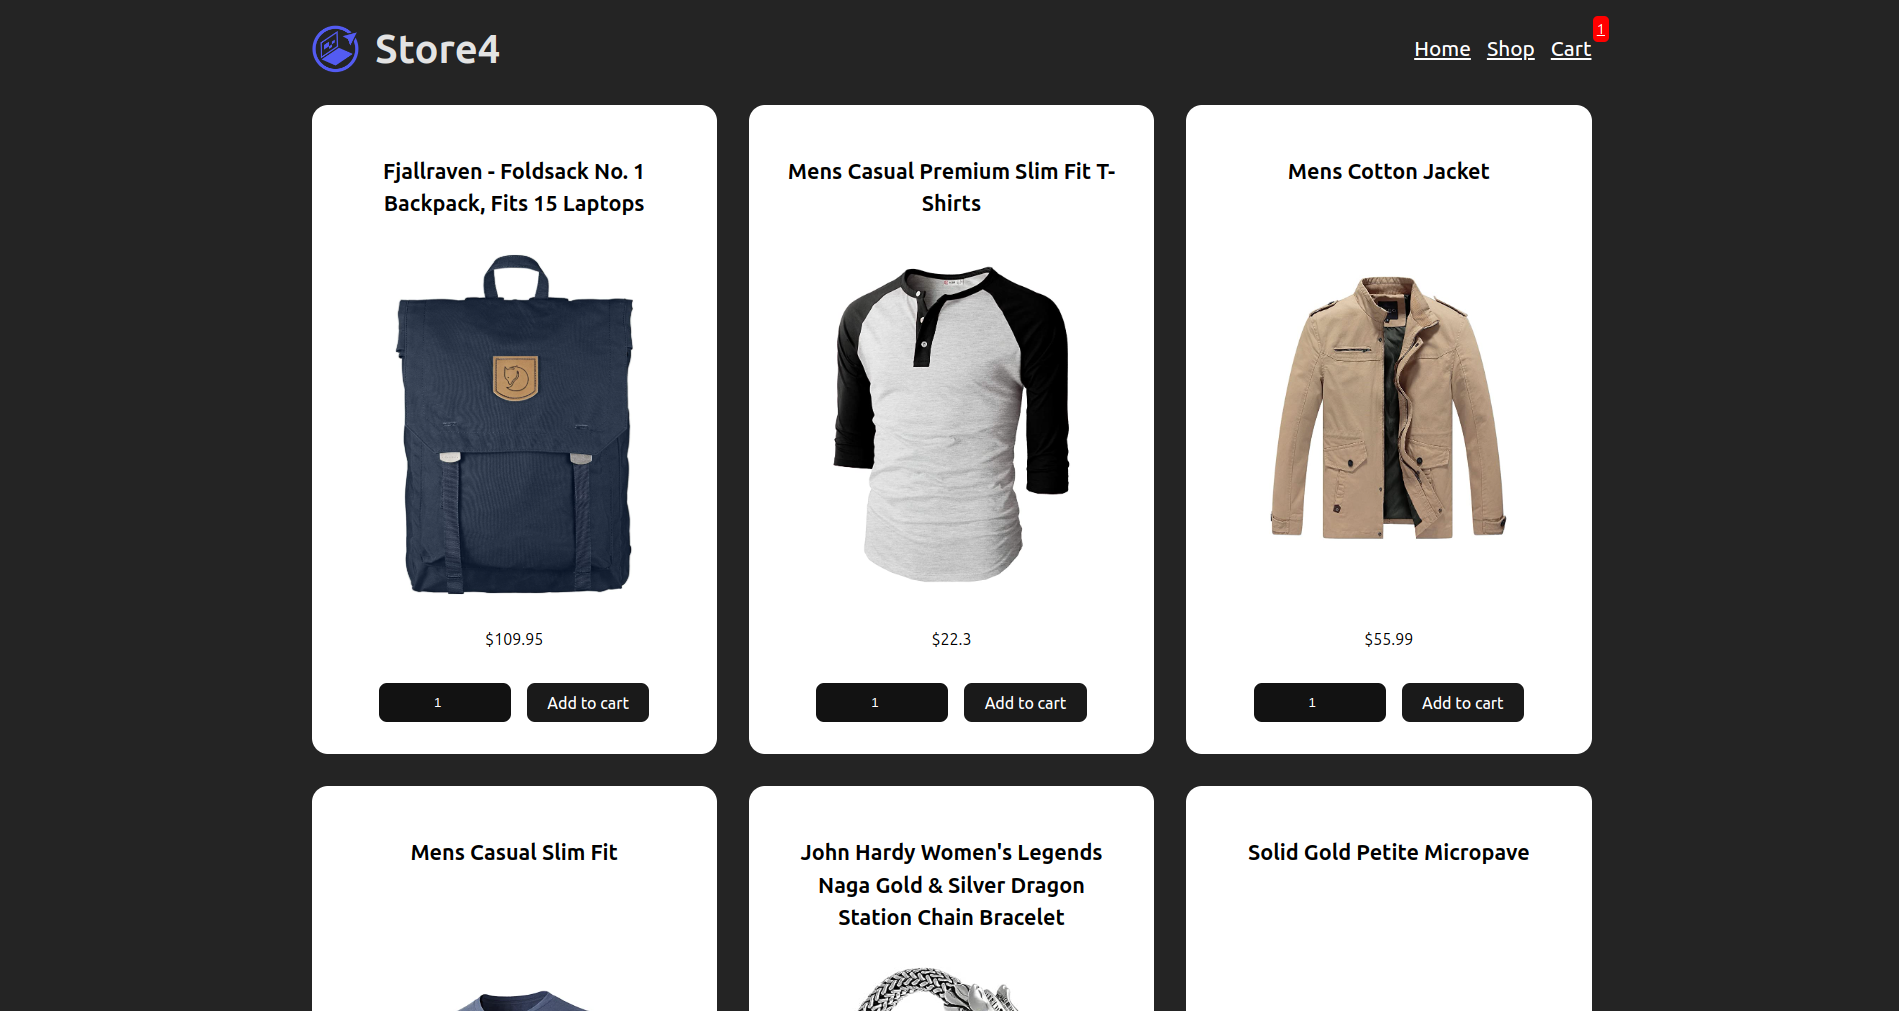 Store4
Home Shop Cart 1
Fjallraven - Foldsack No. 1
Backpack, Fits 15 Laptops
$109.95
1 Add to cart
Mens Casual Premium Slim Fit T-
Shirts
$22.3
1 Add to cart
Mens Cotton Jacket
$55.99
1 Add to cart
Mens Casual Slim Fit
John Hardy Women's Legends
Naga Gold & Silver Dragon
Station Chain Bracelet
Solid Gold Petite Micropave